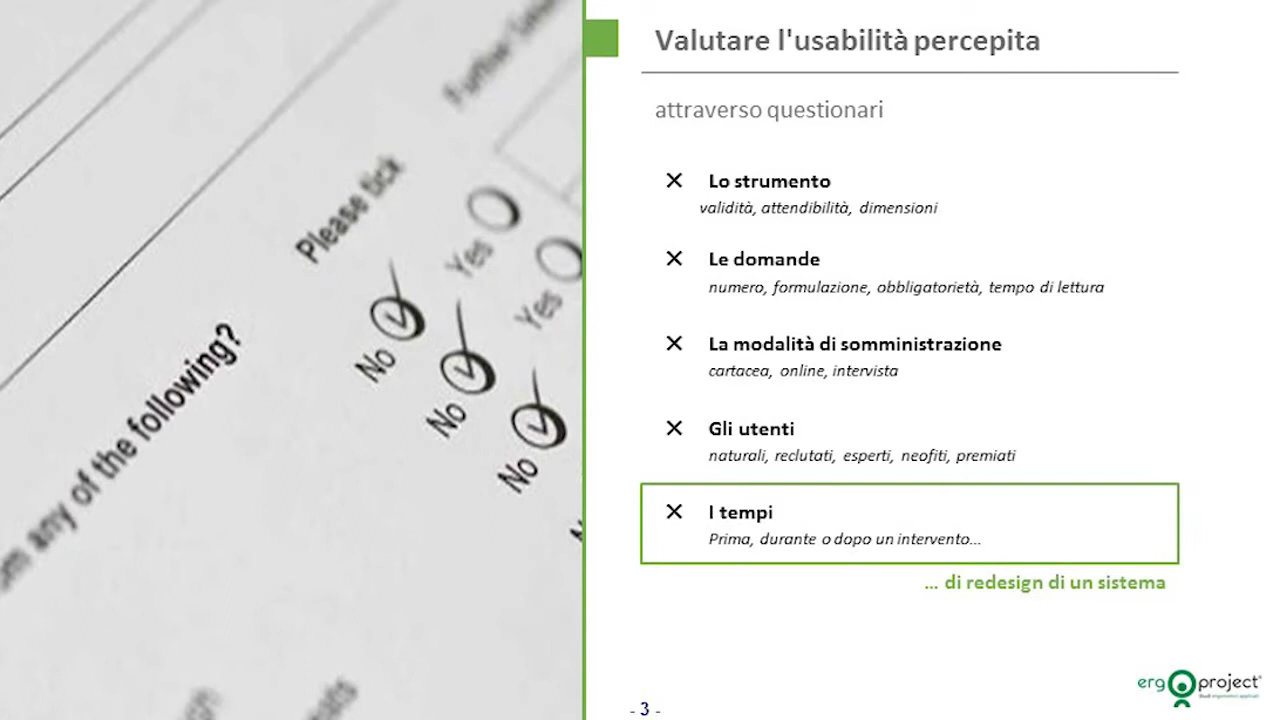 Valutare l'usabilità percepita
attraverso questionari
✕ Lo strumento
validità, attendibilità, dimensioni
✕ Le domande
numero, formulazione, obbligatorietà, tempo di lettura
✕ La modalità di somministrazione
cartacea, online, intervista
✕ Gli utenti
naturali, reclutati, esperti, neofiti, premiati
✕ I tempi
Prima, durante o dopo un intervento...
... di redesign di un sistema
- 3 -
ergoproject
Please tick
Yes
Yes
No
No
No
any of the following?